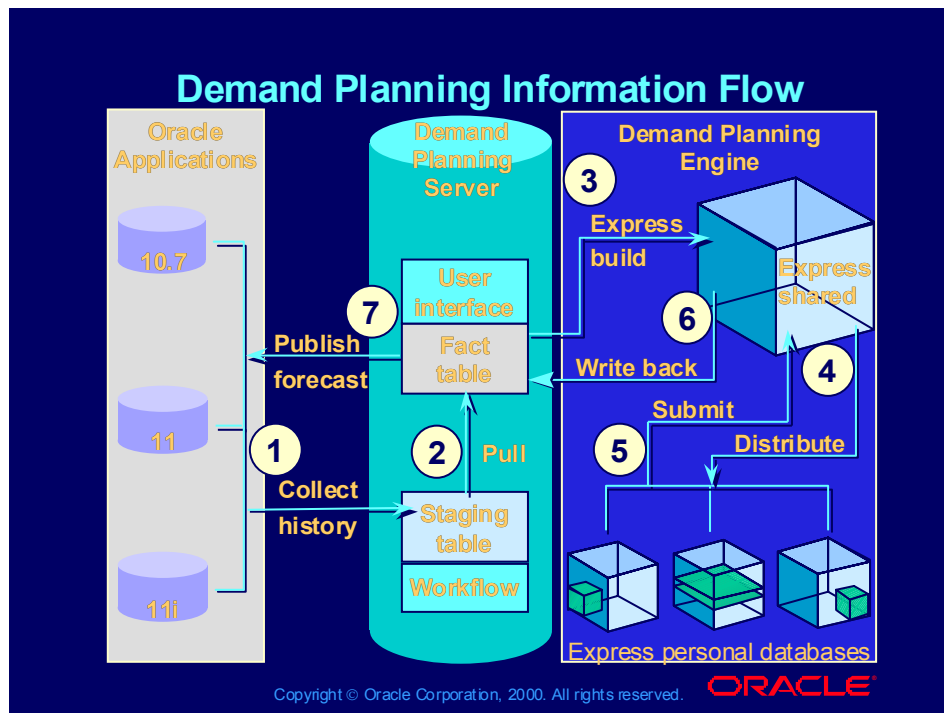 Demand Planning Information Flow
Oracle
Applications
10.7
11
11i
Demand
Planning
Server
User
interface
Fact
table
Staging
table
Workflow
1
Collect
history
2
Pull
7
Publish
forecast
Demand Planning
Engine
3
Express
build
Express
shared
6
Write back
4
Submit
5
Distribute
Express personal databases
Copyright © Oracle Corporation, 2000. All rights reserved.
ORACLE®